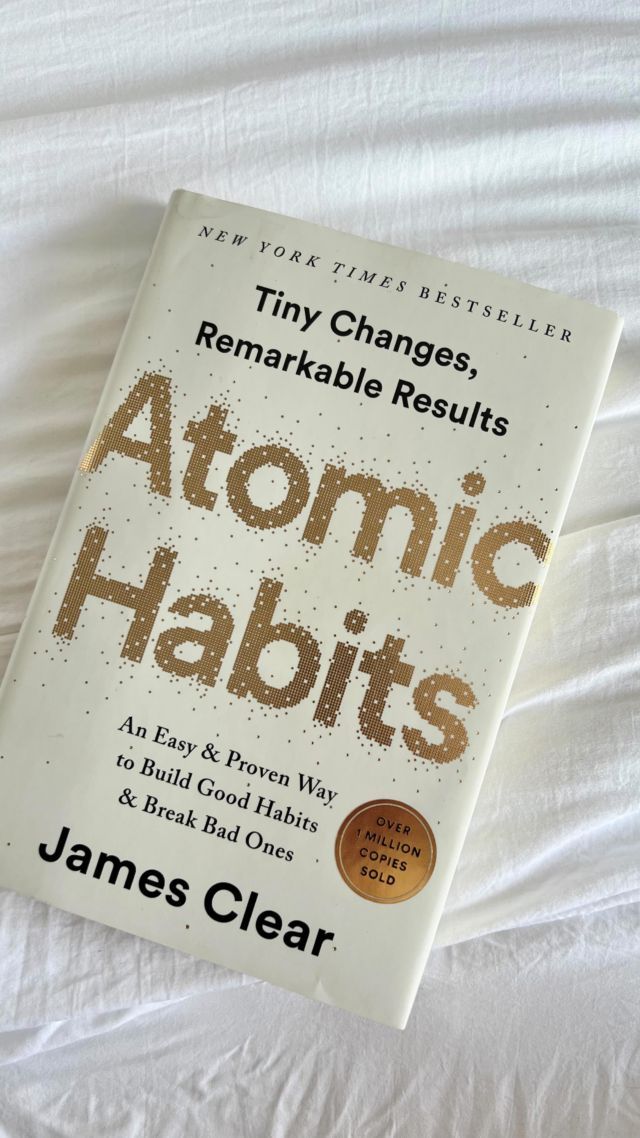 NEW YORK TIMES BESTSELLER
Tiny Changes,
Remarkable Results
Atomic
Habits
An Easy & Proven Way
to Build Good Habits
& Break Bad Ones
OVER
1 MILLION
COPIES
SOLD
James Clear